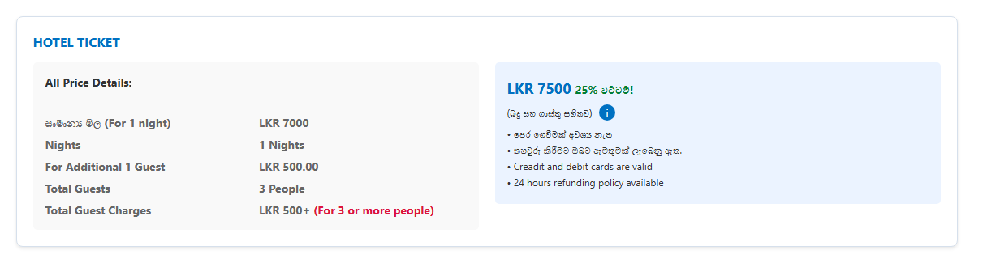 HOTEL TICKET
All Price Details:
සාමාන්‍ය මිල (For 1 night) LKR 7000
Nights 1 Nights
For Additional 1 Guest LKR 500.00
Total Guests 3 People
Total Guest Charges LKR 500+ (For 3 or more people)
LKR 7500 25% වට්ටම්!
(බදු සහ ගාස්තු සහිතව) i
• පෙර ගෙවීමක් අවශ්‍ය නැත
• තහවුරු කිරීමට ඔබට ඇමතුමක් ලැබෙනු ඇත.
• Creadit and debit cards are valid
• 24 hours refunding policy available